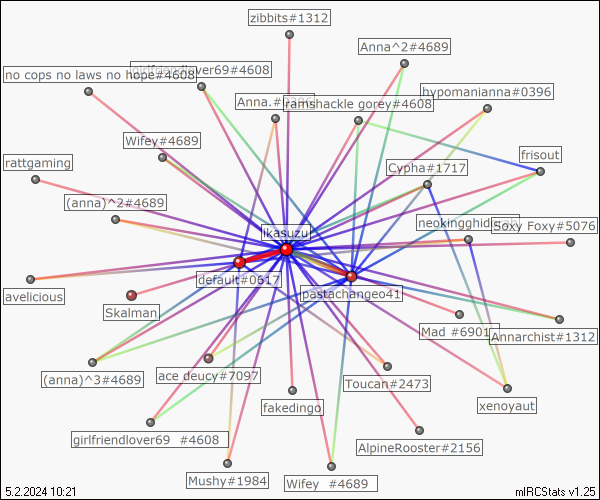 zibbits#1312
Anna^2#4689
no cops no laws no hope#4608
girlfriendlover69#4608
hypomanianna#0396
Anna.#
ramshackle gorey#4608
Wifey#4689
frisout
rattgaming
Cypha#1717
(anna)^2#4689
Soxy Foxy#5076
ikasuzu
default#0617
pastachangeo41
avelicious
Skalman
Mad #6901
Annarchist#1312
(anna)^3#4689
ace deucy#7097
Toucan#2473
fakedingo
xenoyaut
girlfriendlover69 #4608
AlpineRooster#2156
Mushy#1984
Wifey #4689
5.2.2024 10:21
mIRCStats v1.25